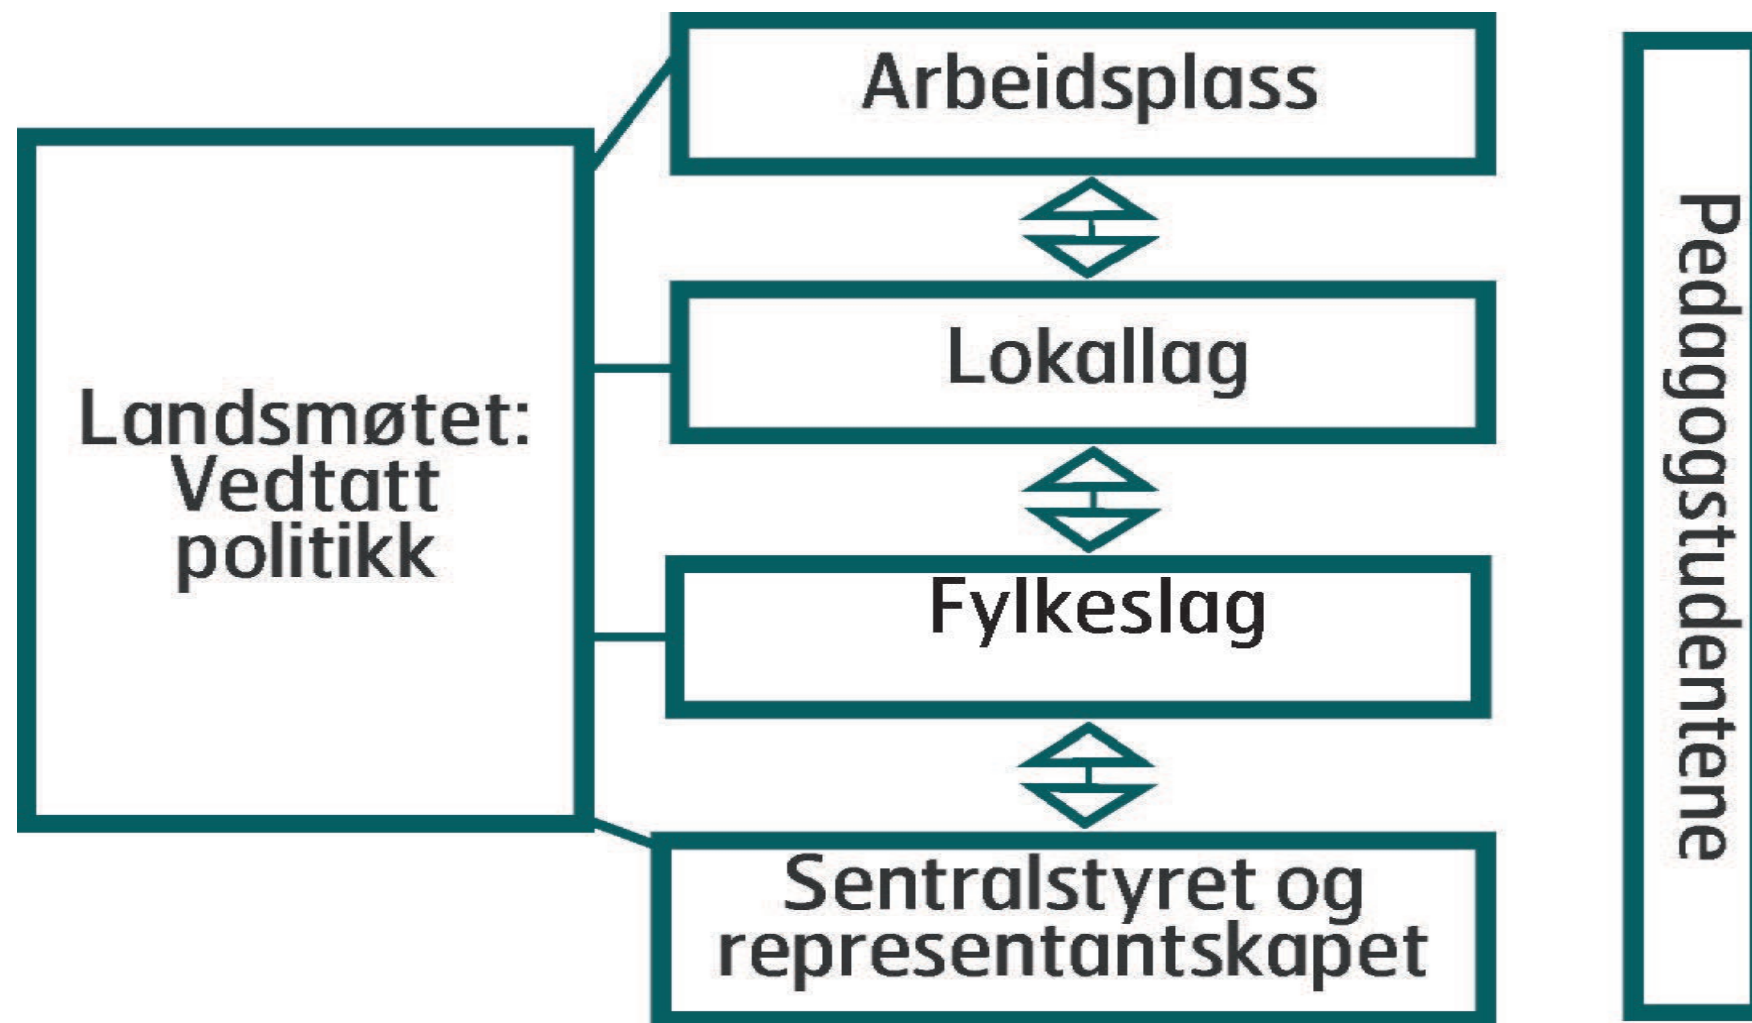 Arbeidsplass
Landsmøtet:
Vedtatt
politikk
Lokallag
Fylkeslag
Sentralstyret og
representantskapet
Pedagogstudentene